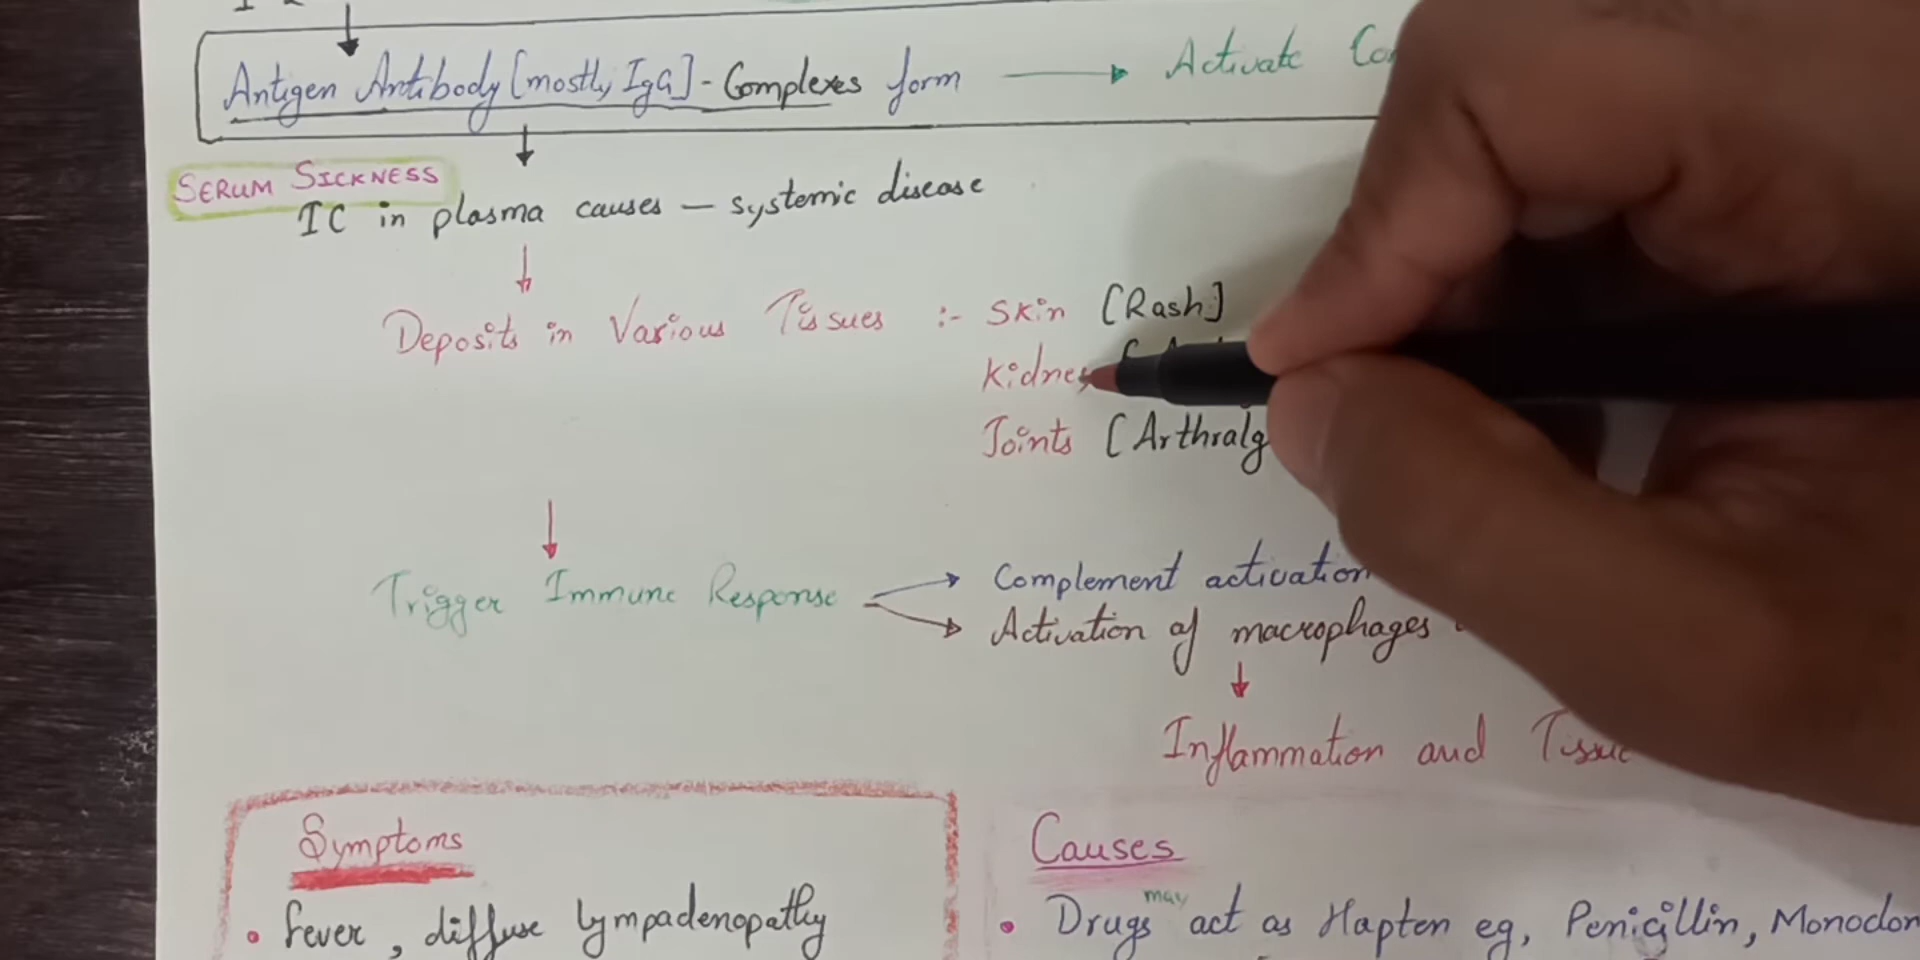 Antigen Antibody [mostly IgG] - Complexes form → Activate
SERUM SICKNESS
IC in plasma causes - systemic disease
Deposits in Various Tissues :- Skin [Rash]
Kidney
Joints [Arthralg
Trigger Immune Response
Complement activation
Activation of macrophages
Inflammation and Tissue
Symptoms
Causes
• fever, diffuse lympadenopathy
• Drugs may act as Hapten eg, Penicillin, Monodon